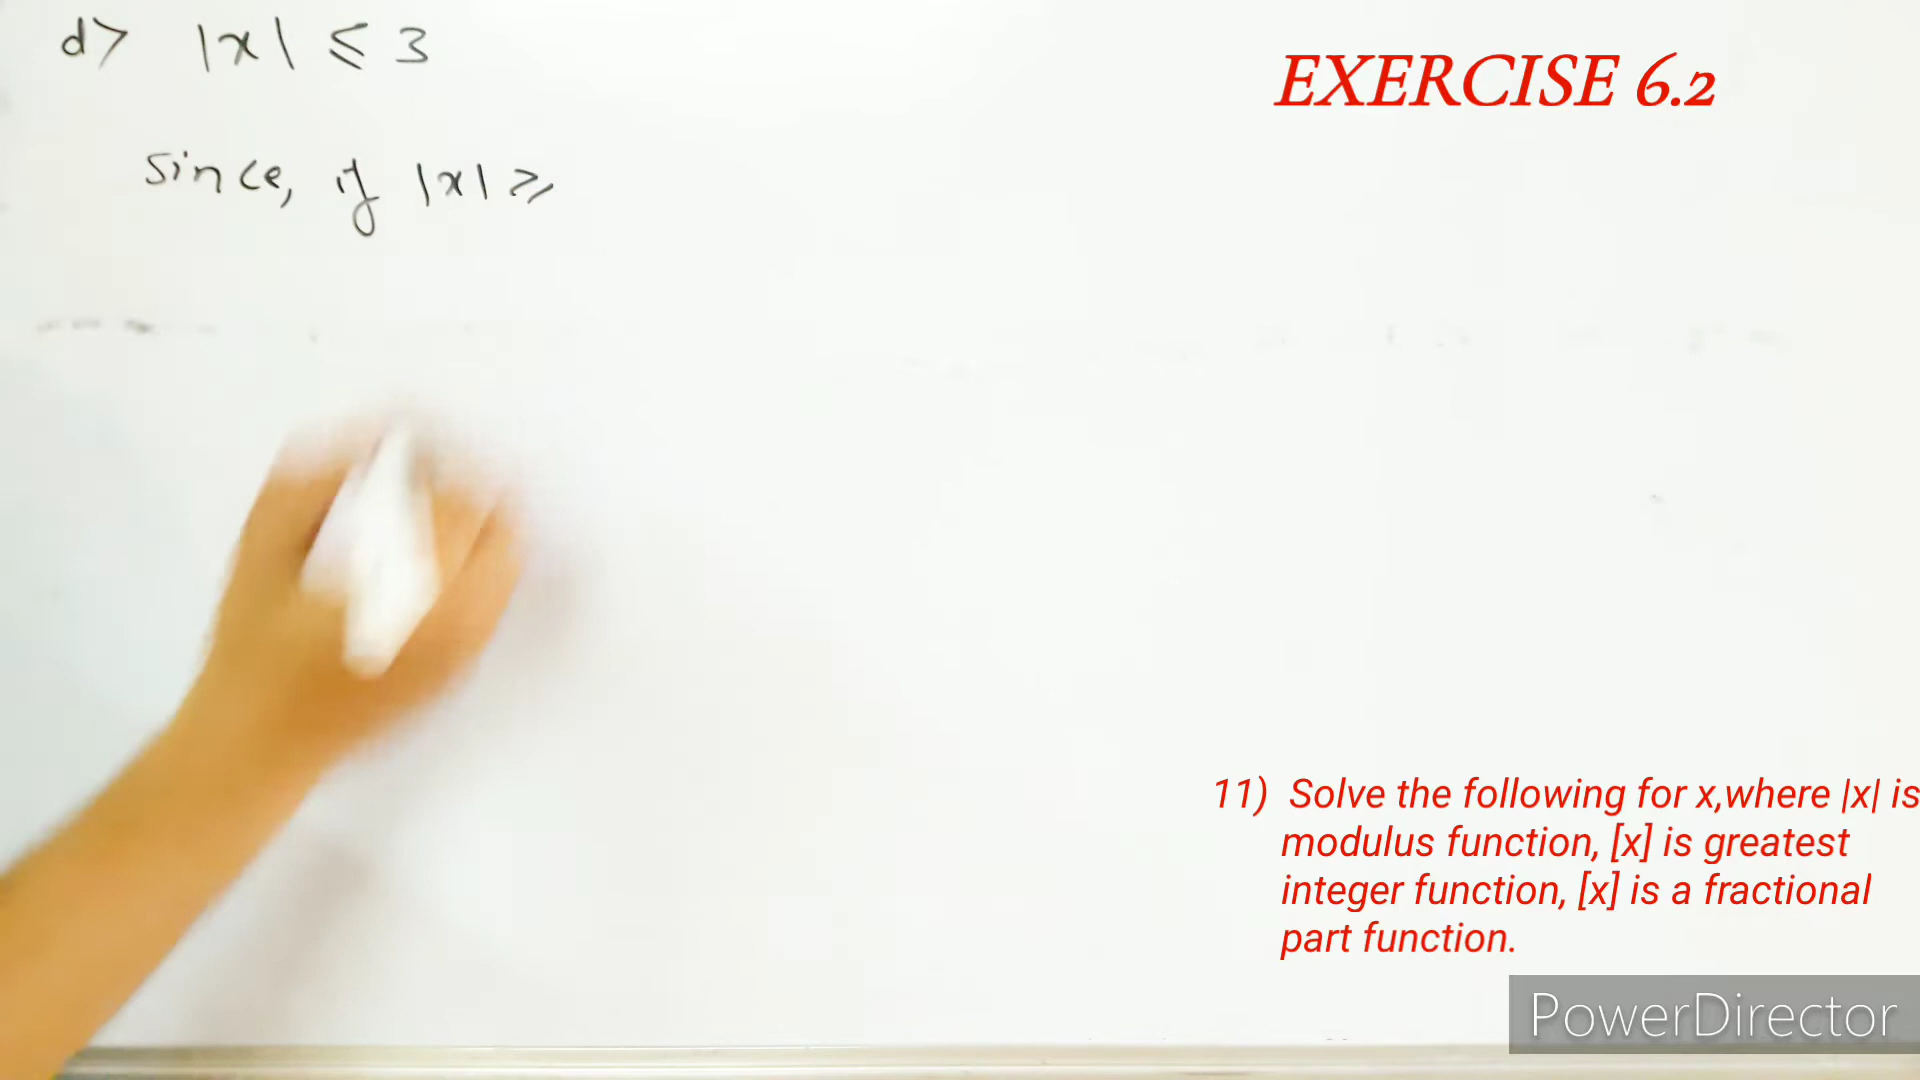 d> |x| ≤ 3
EXERCISE 6.2
Since, if |x| ≥
11) Solve the following for x,where |x| is
modulus function, [x] is greatest
integer function, [x] is a fractional
part function.
PowerDirector